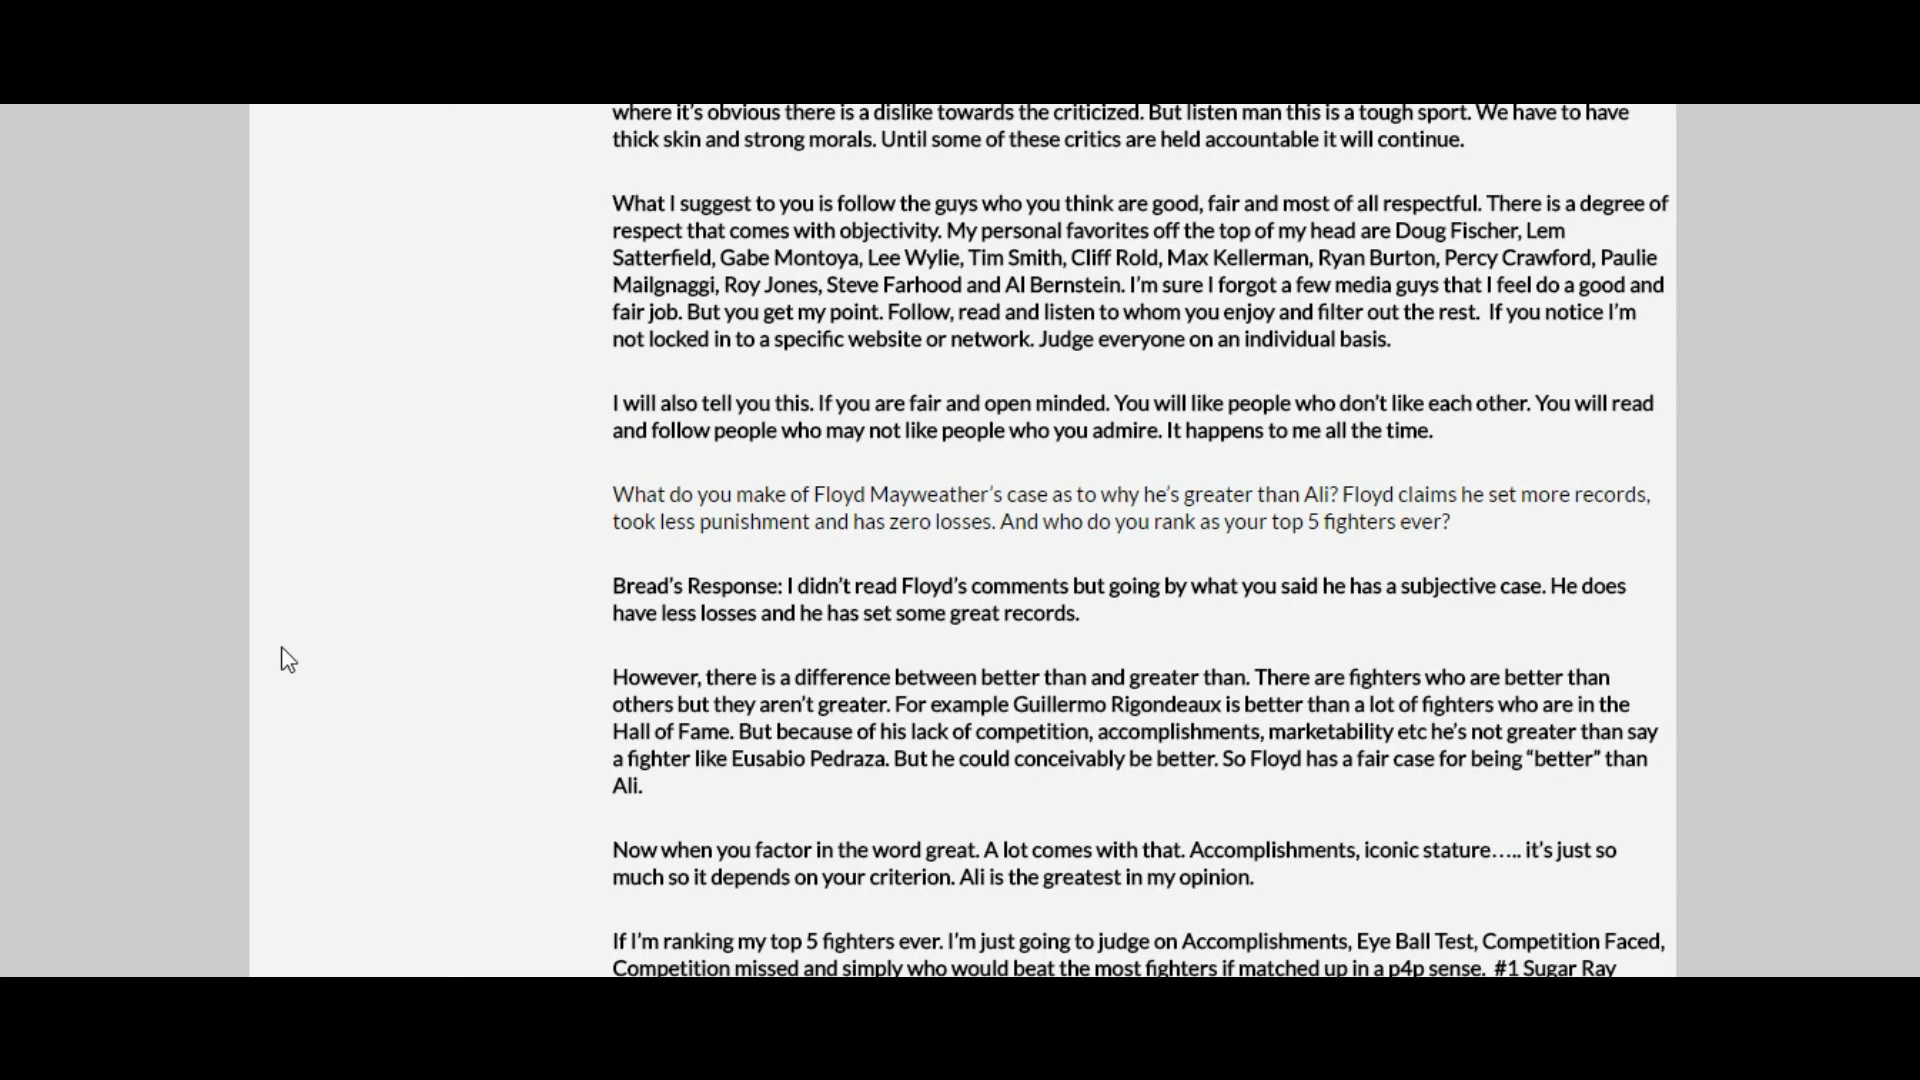 where it’s obvious there is a dislike towards the criticized. But listen man this is a tough sport. We have to have
thick skin and strong morals. Until some of these critics are held accountable it will continue.
What I suggest to you is follow the guys who you think are good, fair and most of all respectful. There is a degree of
respect that comes with objectivity. My personal favorites off the top of my head are Doug Fischer, Lem
Satterfield, Gabe Montoya, Lee Wylie, Tim Smith, Cliff Rold, Max Kellerman, Ryan Burton, Percy Crawford, Paulie
Mailgnaggi, Roy Jones, Steve Farhood and Al Bernstein. I’m sure I forgot a few media guys that I feel do a good and
fair job. But you get my point. Follow, read and listen to whom you enjoy and filter out the rest.  If you notice I’m
not locked in to a specific website or network. Judge everyone on an individual basis.
I will also tell you this. If you are fair and open minded. You will like people who don’t like each other. You will read
and follow people who may not like people who you admire. It happens to me all the time.
What do you make of Floyd Mayweather’s case as to why he’s greater than Ali? Floyd claims he set more records,
took less punishment and has zero losses. And who do you rank as your top 5 fighters ever?
Bread’s Response: I didn’t read Floyd’s comments but going by what you said he has a subjective case. He does
have less losses and he has set some great records.
However, there is a difference between better than and greater than. There are fighters who are better than
others but they aren’t greater. For example Guillermo Rigondeaux is better than a lot of fighters who are in the
Hall of Fame. But because of his lack of competition, accomplishments, marketability etc he’s not greater than say
a fighter like Eusabio Pedraza. But he could conceivably be better. So Floyd has a fair case for being “better” than
Ali.
Now when you factor in the word great. A lot comes with that. Accomplishments, iconic stature….. it’s just so
much so it depends on your criterion. Ali is the greatest in my opinion.
If I’m ranking my top 5 fighters ever. I’m just going to judge on Accomplishments, Eye Ball Test, Competition Faced,
Competition missed and simply who would beat the most fighters if matched up in a p4p sense.  #1 Sugar Ray